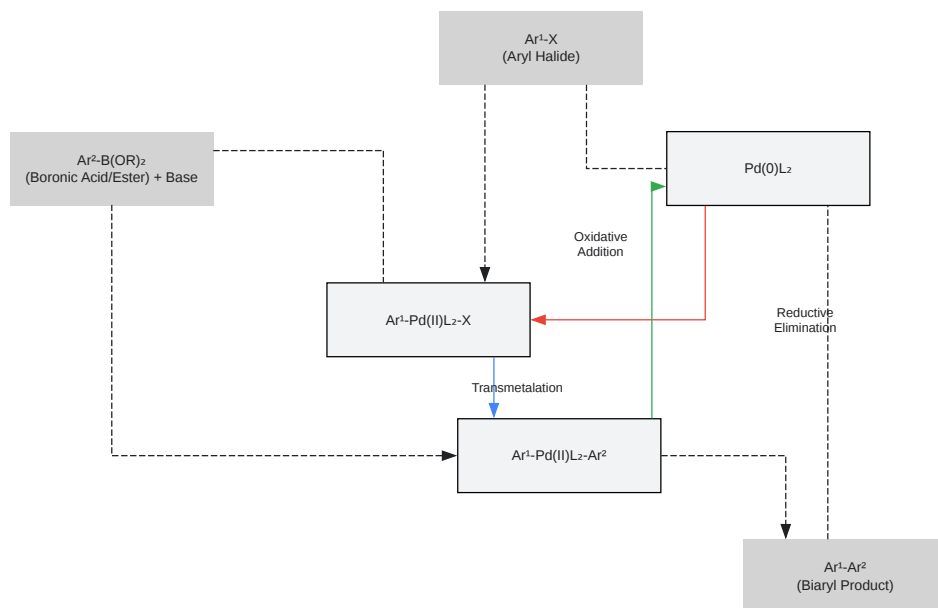 Ar¹-X
(Aryl Halide)
Ar²-B(OR)₂
(Boronic Acid/Ester) + Base
Pd(0)L₂
Oxidative
Addition
Ar¹-Pd(II)L₂-X
Reductive
Elimination
Transmetalation
Ar¹-Pd(II)L₂-Ar²
Ar¹-Ar²
(Biaryl Product)